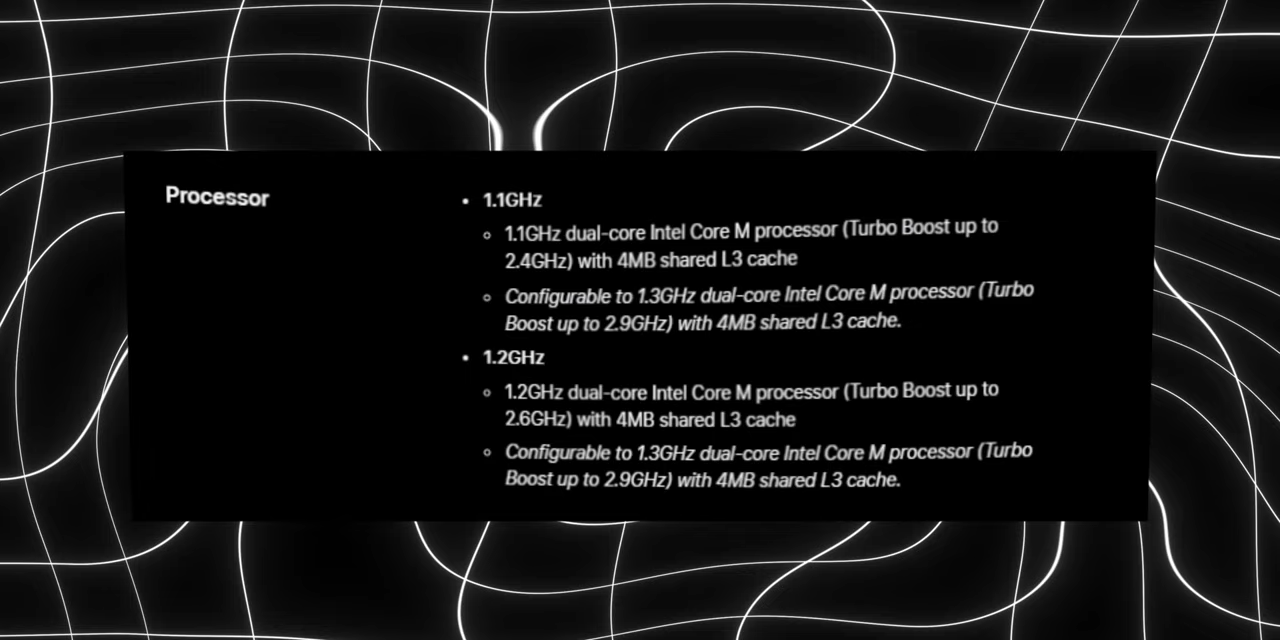 Processor
• 1.1GHz
◦ 1.1GHz dual-core Intel Core M processor (Turbo Boost up to
2.4GHz) with 4MB shared L3 cache
◦ Configurable to 1.3GHz dual-core Intel Core M processor (Turbo
Boost up to 2.9GHz) with 4MB shared L3 cache.
• 1.2GHz
◦ 1.2GHz dual-core Intel Core M processor (Turbo Boost up to
2.6GHz) with 4MB shared L3 cache
◦ Configurable to 1.3GHz dual-core Intel Core M processor (Turbo
Boost up to 2.9GHz) with 4MB shared L3 cache.